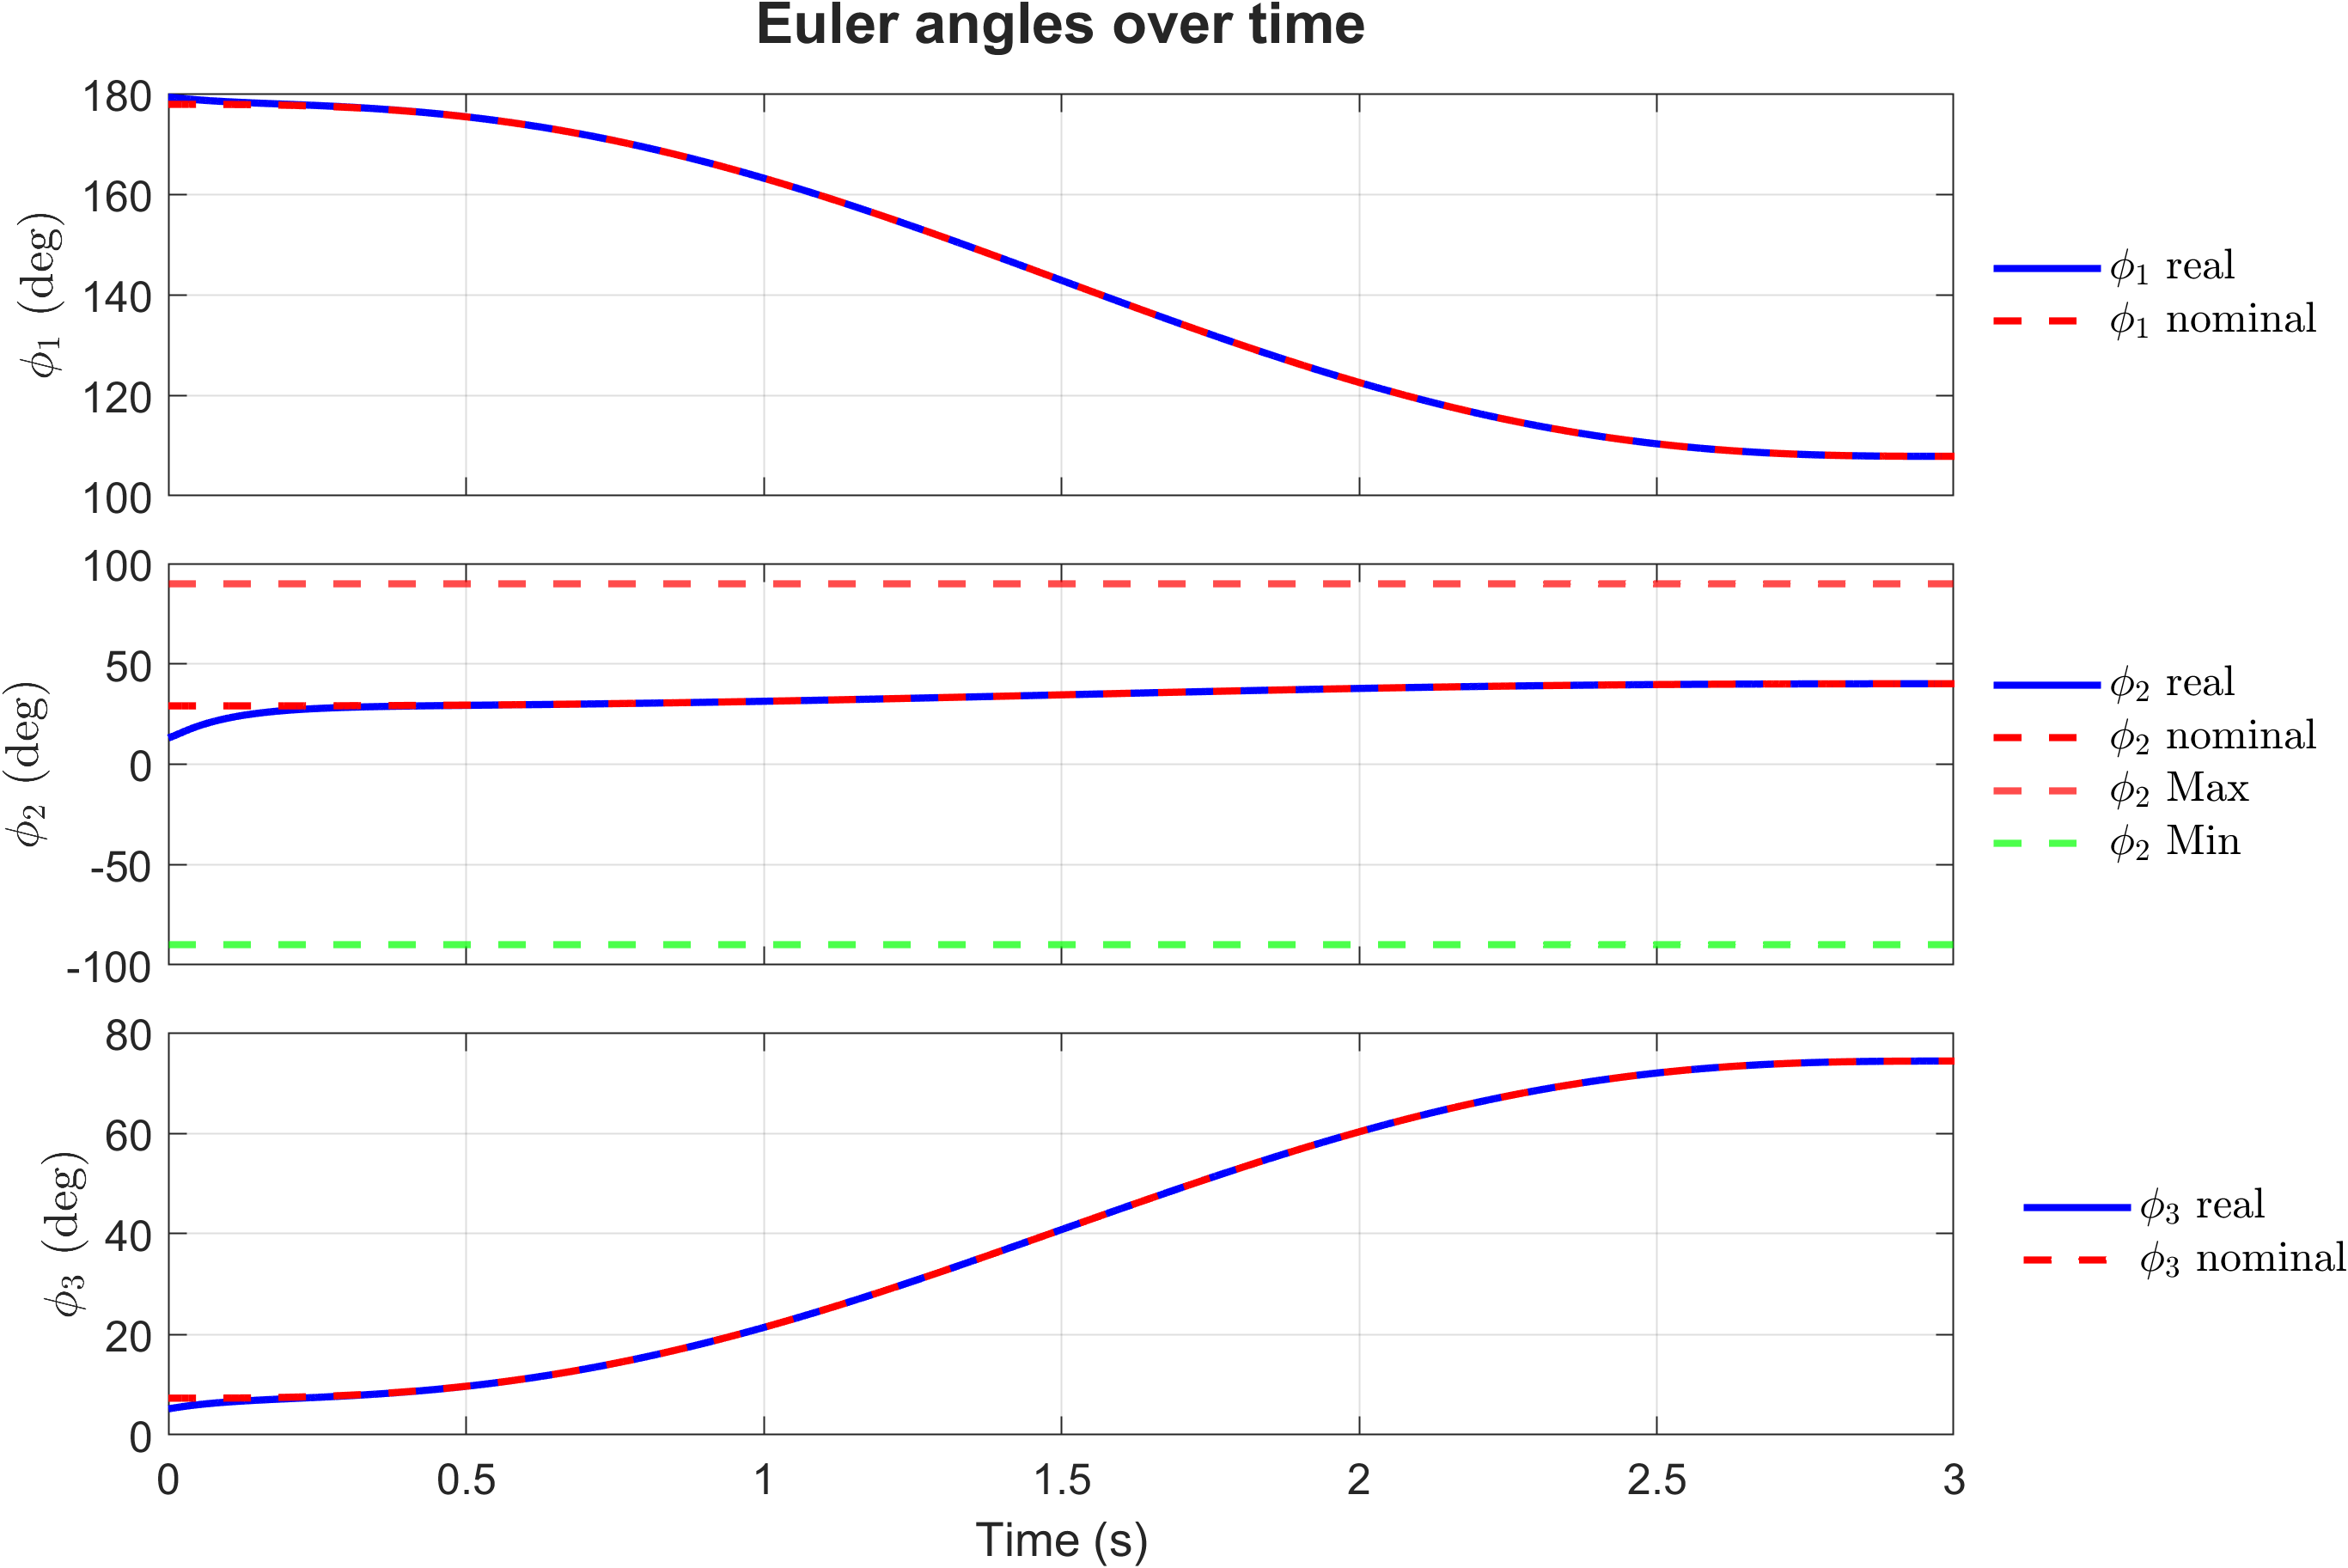 Euler angles over time
180
160
140
120
100
ϕ1 (deg)
ϕ1 real
ϕ1 nominal
100
50
0
-50
-100
ϕ2 (deg)
ϕ2 real
ϕ2 nominal
ϕ2 Max
ϕ2 Min
80
60
40
20
0
ϕ3 (deg)
ϕ3 real
ϕ3 nominal
0 0.5 1 1.5 2 2.5 3
Time (s)